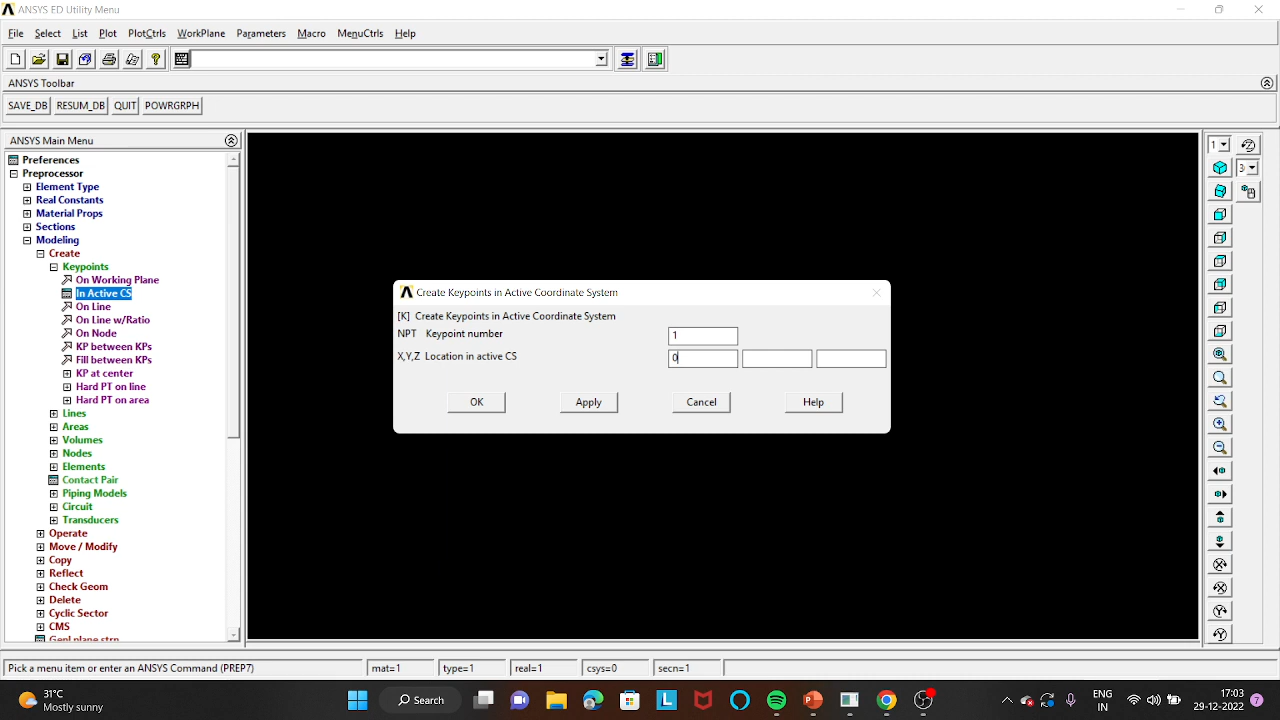 ANSYS ED Utility Menu
File Select List Plot PlotCtrls WorkPlane Parameters Macro MenuCtrls Help
ANSYS Toolbar
SAVE_DB RESUM_DB QUIT POWRGRPH
ANSYS Main Menu
Preferences
Preprocessor
Element Type
Real Constants
Material Props
Sections
Modeling
Create
Keypoints
On Working Plane
In Active CS
On Line
On Line w/Ratio
On Node
KP between KPs
Fill between KPs
KP at center
Hard PT on line
Hard PT on area
Lines
Areas
Volumes
Nodes
Elements
Contact Pair
Piping Models
Circuit
Transducers
Operate
Move / Modify
Copy
Reflect
Check Geom
Delete
Cyclic Sector
CMS
Genl plane strn
Create Keypoints in Active Coordinate System
[K] Create Keypoints in Active Coordinate System
NPT Keypoint number 1
X,Y,Z Location in active CS 0
OK Apply Cancel Help
1
3
Pick a menu item or enter an ANSYS Command (PREP7) mat=1 type=1 real=1 csys=0 secn=1
31°C
Mostly sunny
Search
ENG
IN
17:03
29-12-2022
7